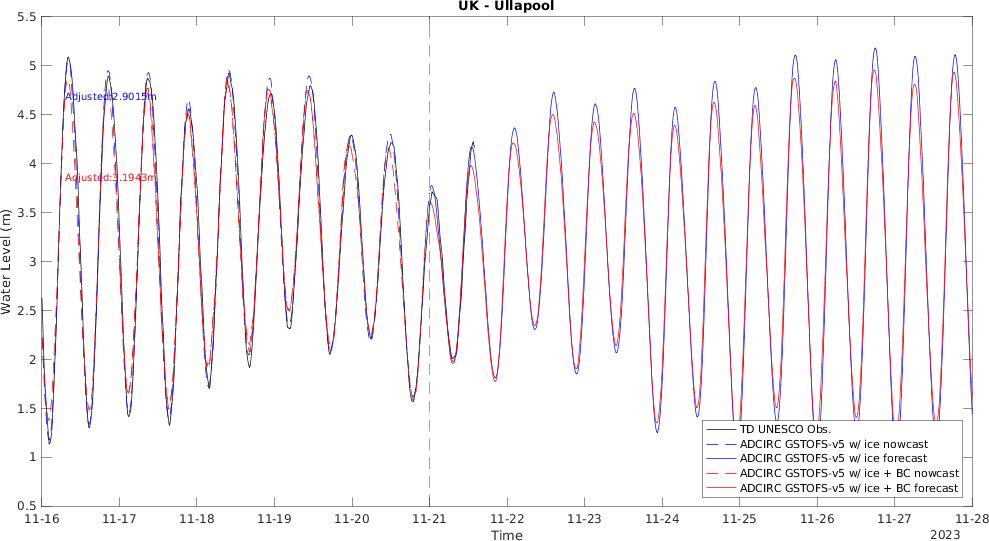 UK - Ullapool
5.5
5
4.5
4
3.5
3
2.5
2
1.5
1
0.5
Water Level (m)
Adjusted:2.9015m
Adjusted:3.1943m
TD UNESCO Obs.
ADCIRC GSTOFS-v5 w/ ice nowcast
ADCIRC GSTOFS-v5 w/ ice forecast
ADCIRC GSTOFS-v5 w/ ice + BC nowcast
ADCIRC GSTOFS-v5 w/ ice + BC forecast
11-16 11-17 11-18 11-19 11-20 11-21 11-22 11-23 11-24 11-25 11-26 11-27 11-28
Time
2023